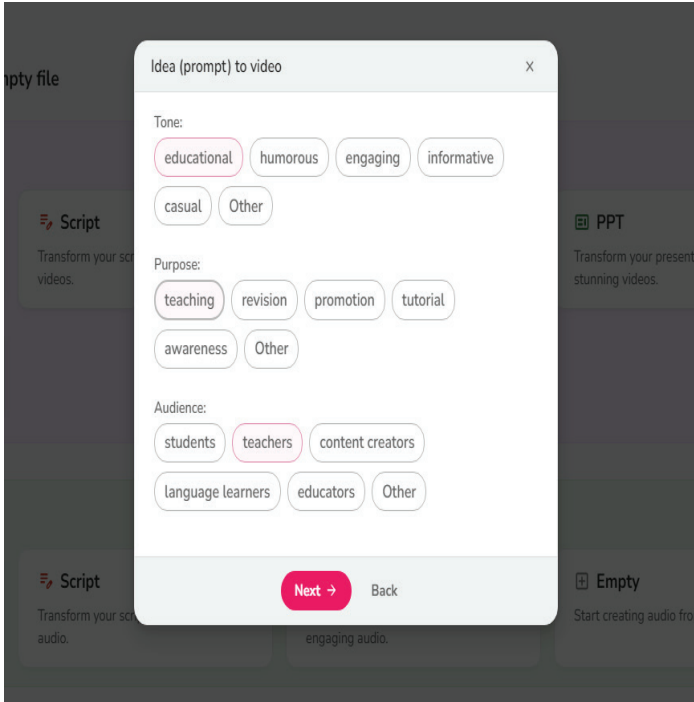 Idea (prompt) to video X
npty file
Tone:
educational humorous engaging informative
casual Other
Script
PPT
Transform your scr
videos.
Transform your present
stunning videos.
Purpose:
teaching revision promotion tutorial
awareness Other
Audience:
students teachers content creators
language learners educators Other
Script
Empty
Next → Back
Transform your scr
audio.
engaging audio.
Start creating audio fro